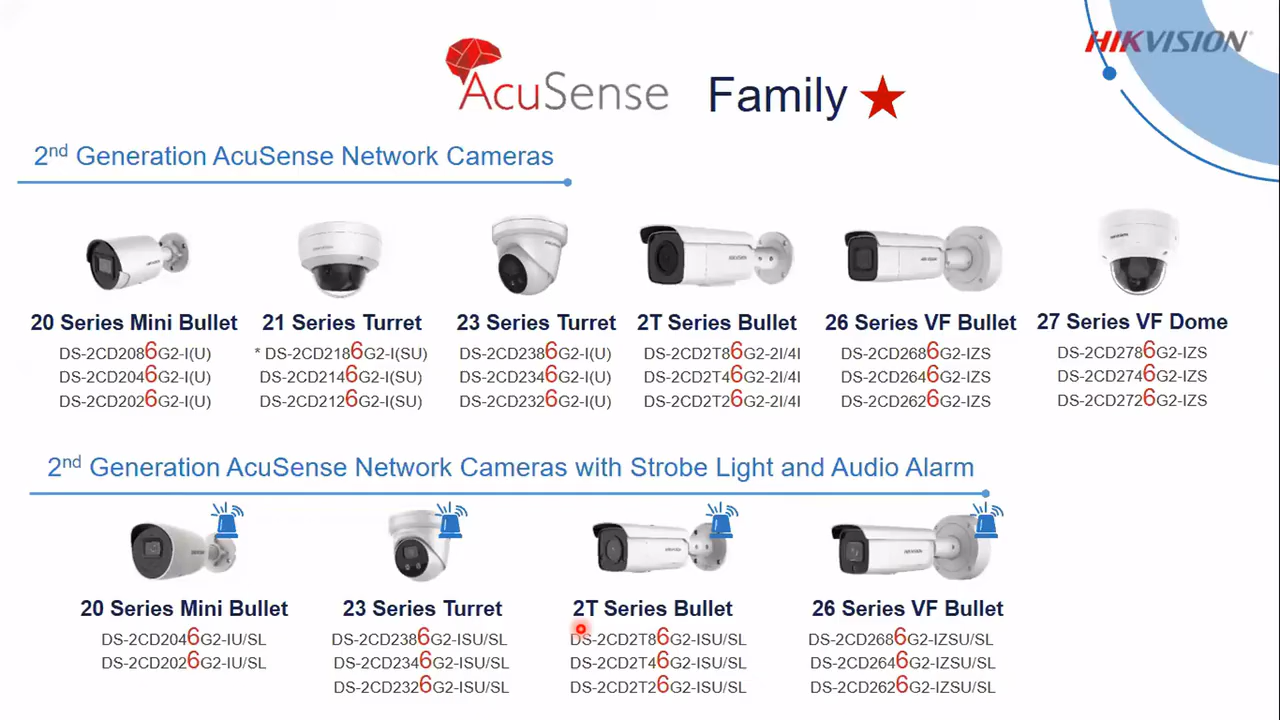 HIKVISION®
AcuSense Family
2nd Generation AcuSense Network Cameras
20 Series Mini Bullet
DS-2CD2086G2-I(U)
DS-2CD2046G2-I(U)
DS-2CD2026G2-I(U)
21 Series Turret
* DS-2CD2186G2-I(SU)
DS-2CD2146G2-I(SU)
DS-2CD2126G2-I(SU)
23 Series Turret
DS-2CD2386G2-I(U)
DS-2CD2346G2-I(U)
DS-2CD2326G2-I(U)
2T Series Bullet
DS-2CD2T86G2-2I/4I
DS-2CD2T46G2-2I/4I
DS-2CD2T26G2-2I/4I
26 Series VF Bullet
DS-2CD2686G2-IZS
DS-2CD2646G2-IZS
DS-2CD2626G2-IZS
27 Series VF Dome
DS-2CD2786G2-IZS
DS-2CD2746G2-IZS
DS-2CD2726G2-IZS
2nd Generation AcuSense Network Cameras with Strobe Light and Audio Alarm
20 Series Mini Bullet
DS-2CD2046G2-IU/SL
DS-2CD2026G2-IU/SL
23 Series Turret
DS-2CD2386G2-ISU/SL
DS-2CD2346G2-ISU/SL
DS-2CD2326G2-ISU/SL
2T Series Bullet
DS-2CD2T86G2-ISU/SL
DS-2CD2T46G2-ISU/SL
DS-2CD2T26G2-ISU/SL
26 Series VF Bullet
DS-2CD2686G2-IZSU/SL
DS-2CD2646G2-IZSU/SL
DS-2CD2626G2-IZSU/SL